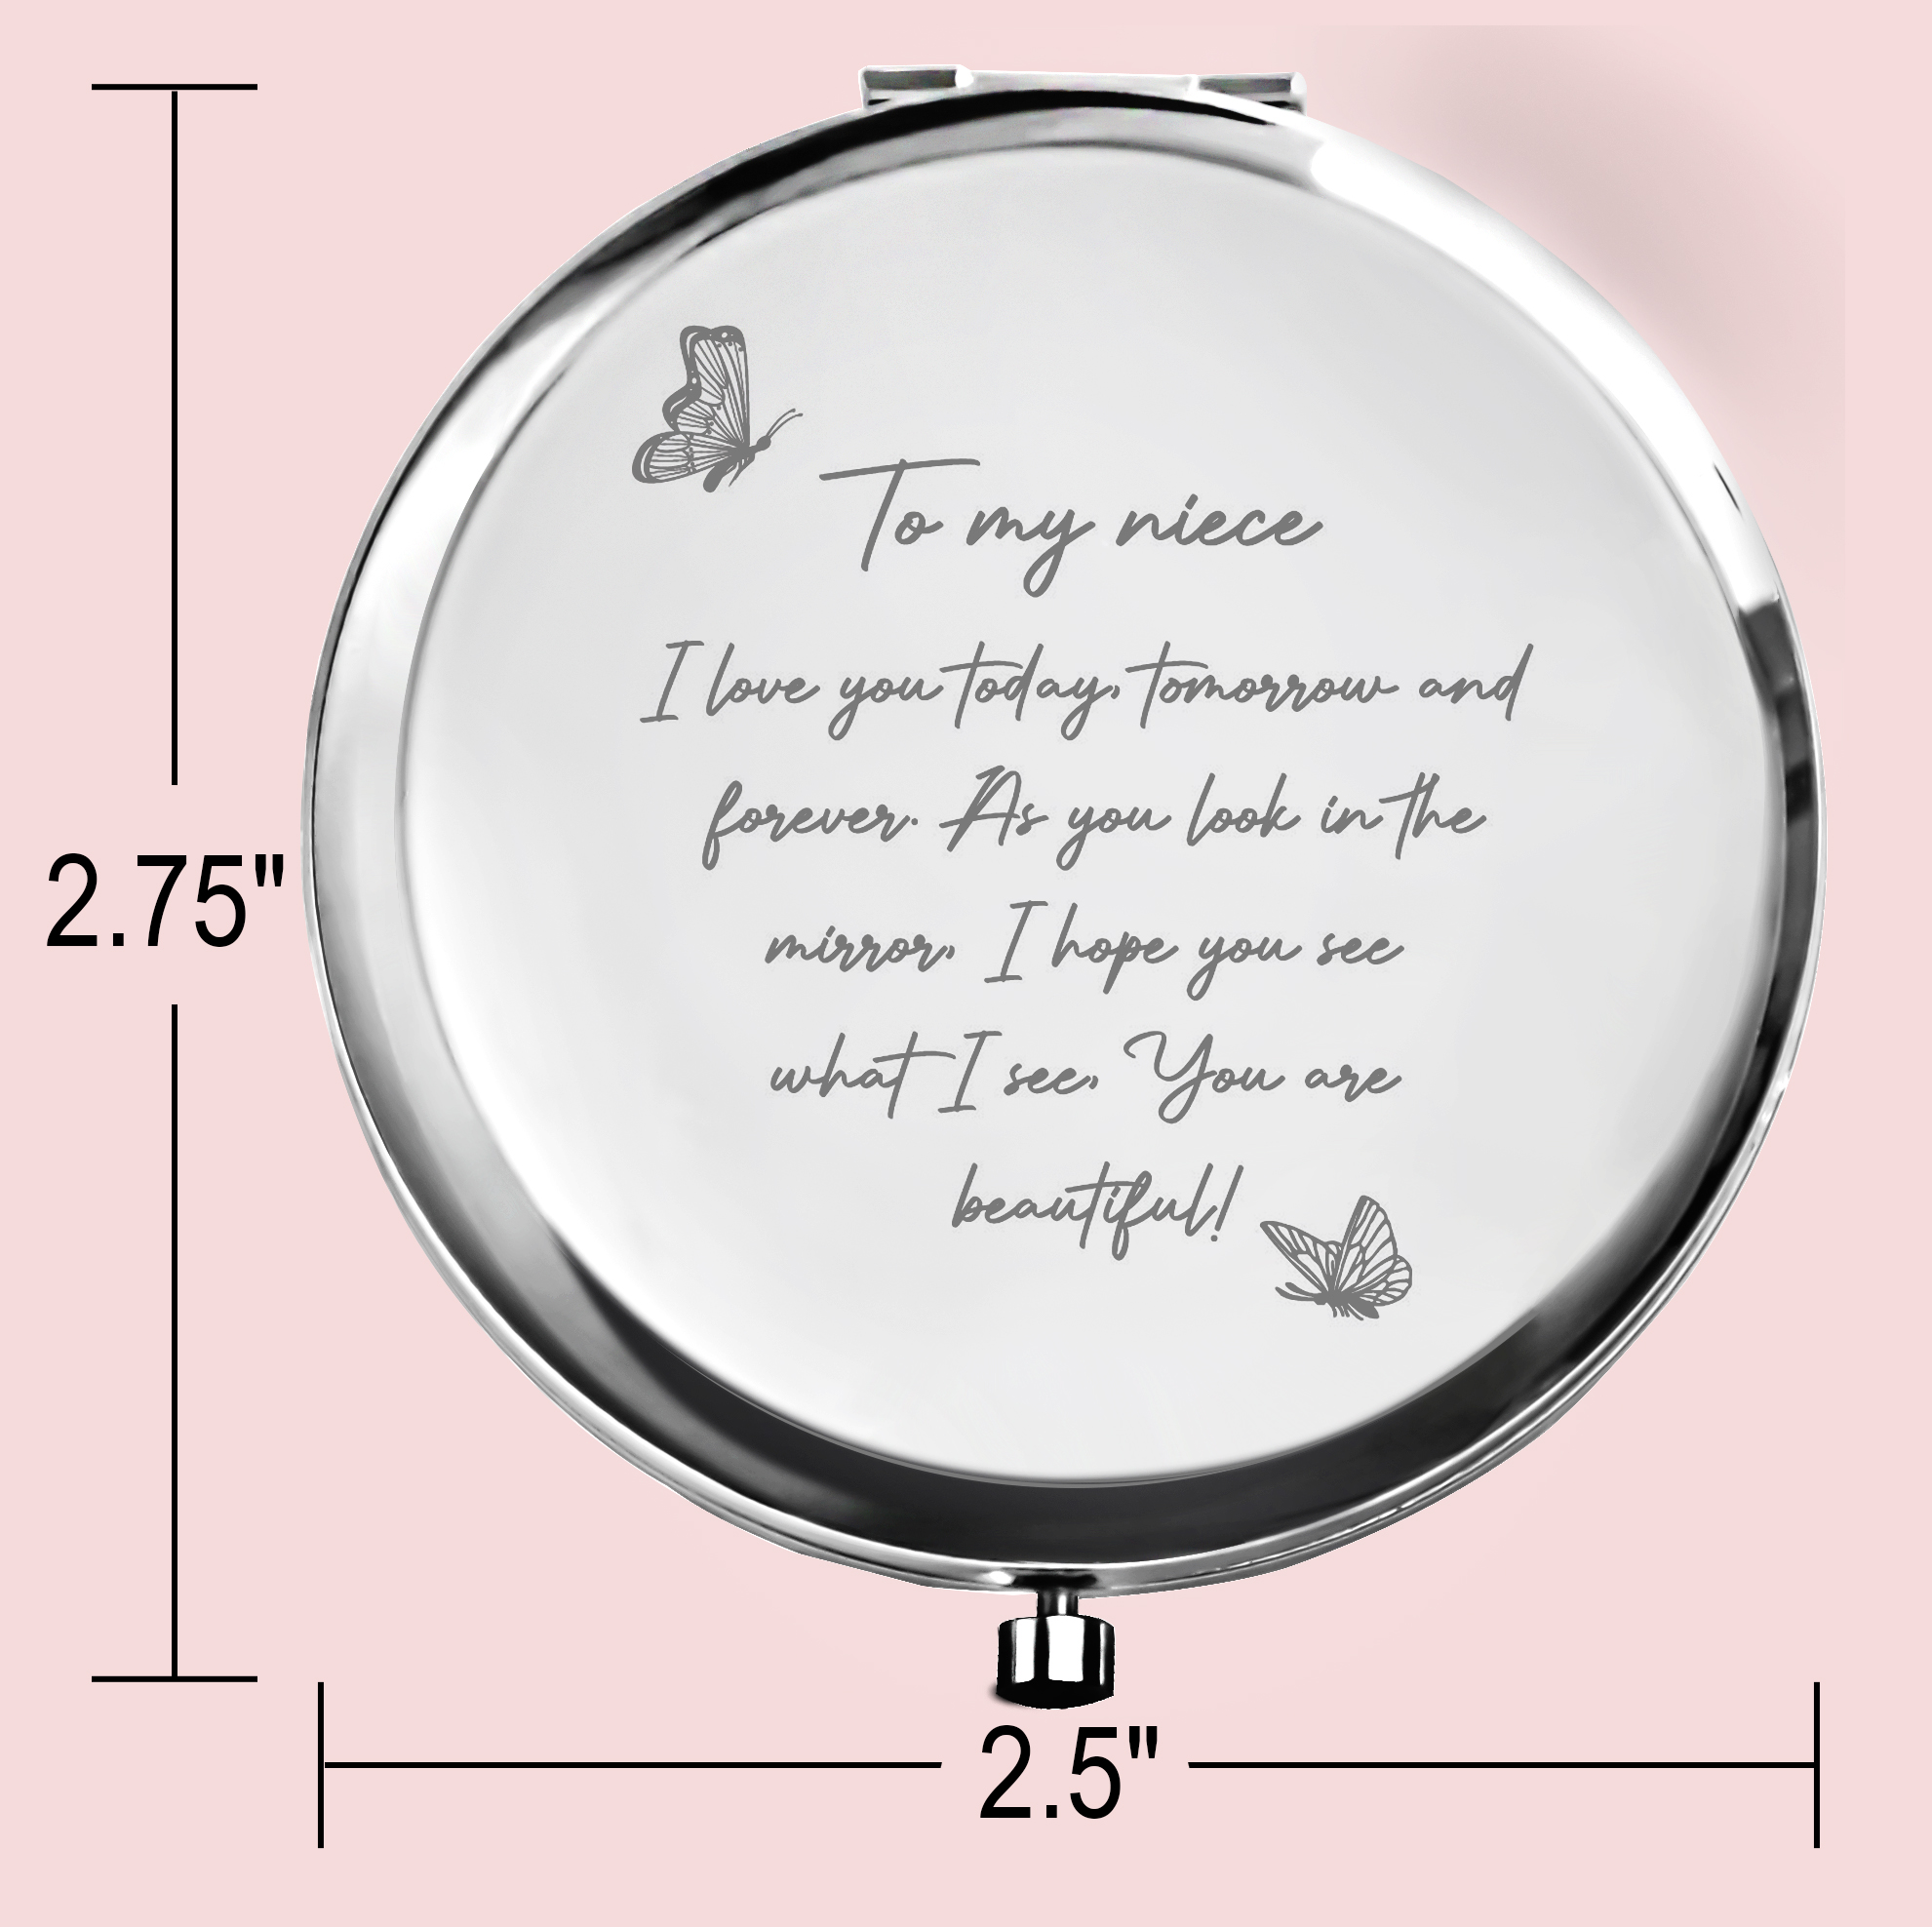 To my niece
I love you today, tomorrow and
forever. As you look in the
mirror, I hope you see
what I see, You are
beautiful!
2.75"
2.5"